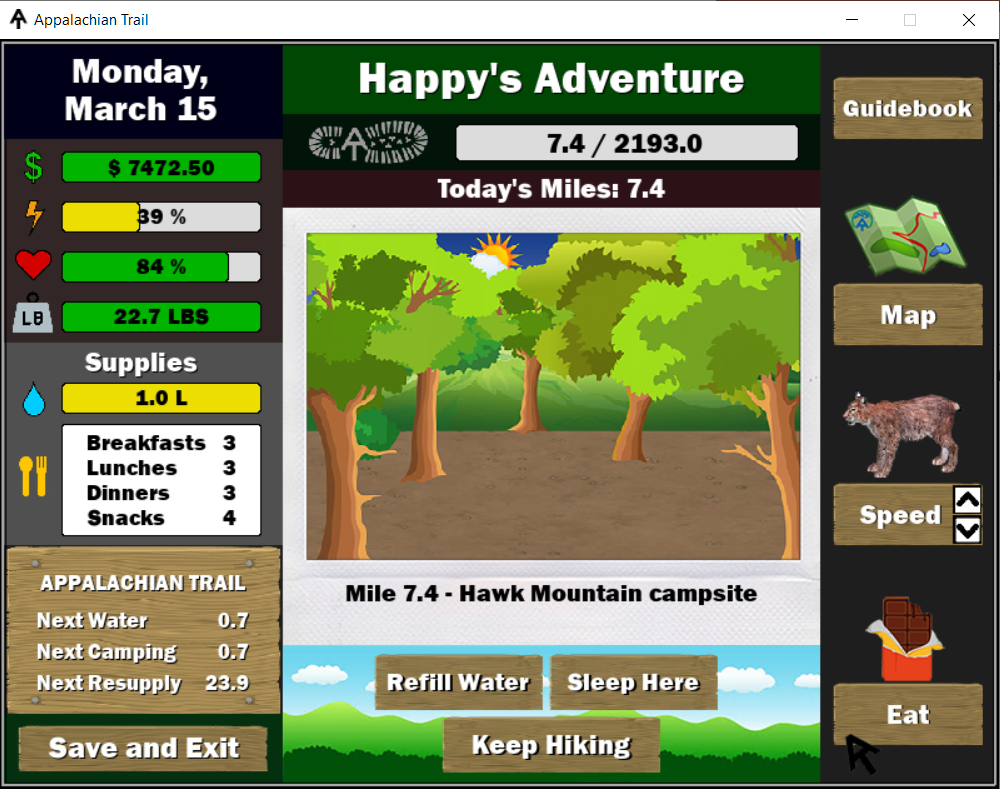 Appalachian Trail
Monday,
March 15
$ 7472.50
39 %
84 %
LB
22.7 LBS
Supplies
1.0 L
Breakfasts 3
Lunches 3
Dinners 3
Snacks 4
APPALACHIAN TRAIL
Next Water 0.7
Next Camping 0.7
Next Resupply 23.9
Save and Exit
Happy's Adventure
7.4 / 2193.0
Today's Miles: 7.4
Mile 7.4 - Hawk Mountain campsite
Refill Water
Sleep Here
Keep Hiking
Guidebook
Map
Speed
Eat